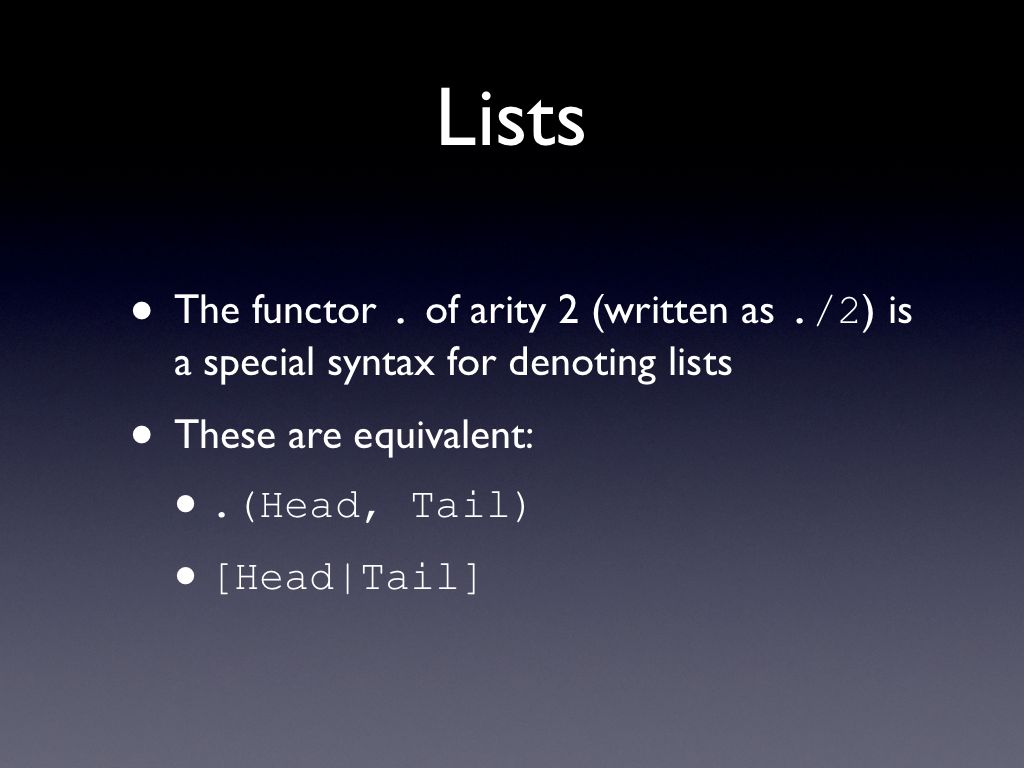 Lists
• The functor . of arity 2 (written as ./2) is
a special syntax for denoting lists
• These are equivalent:
• .(Head, Tail)
• [Head|Tail]